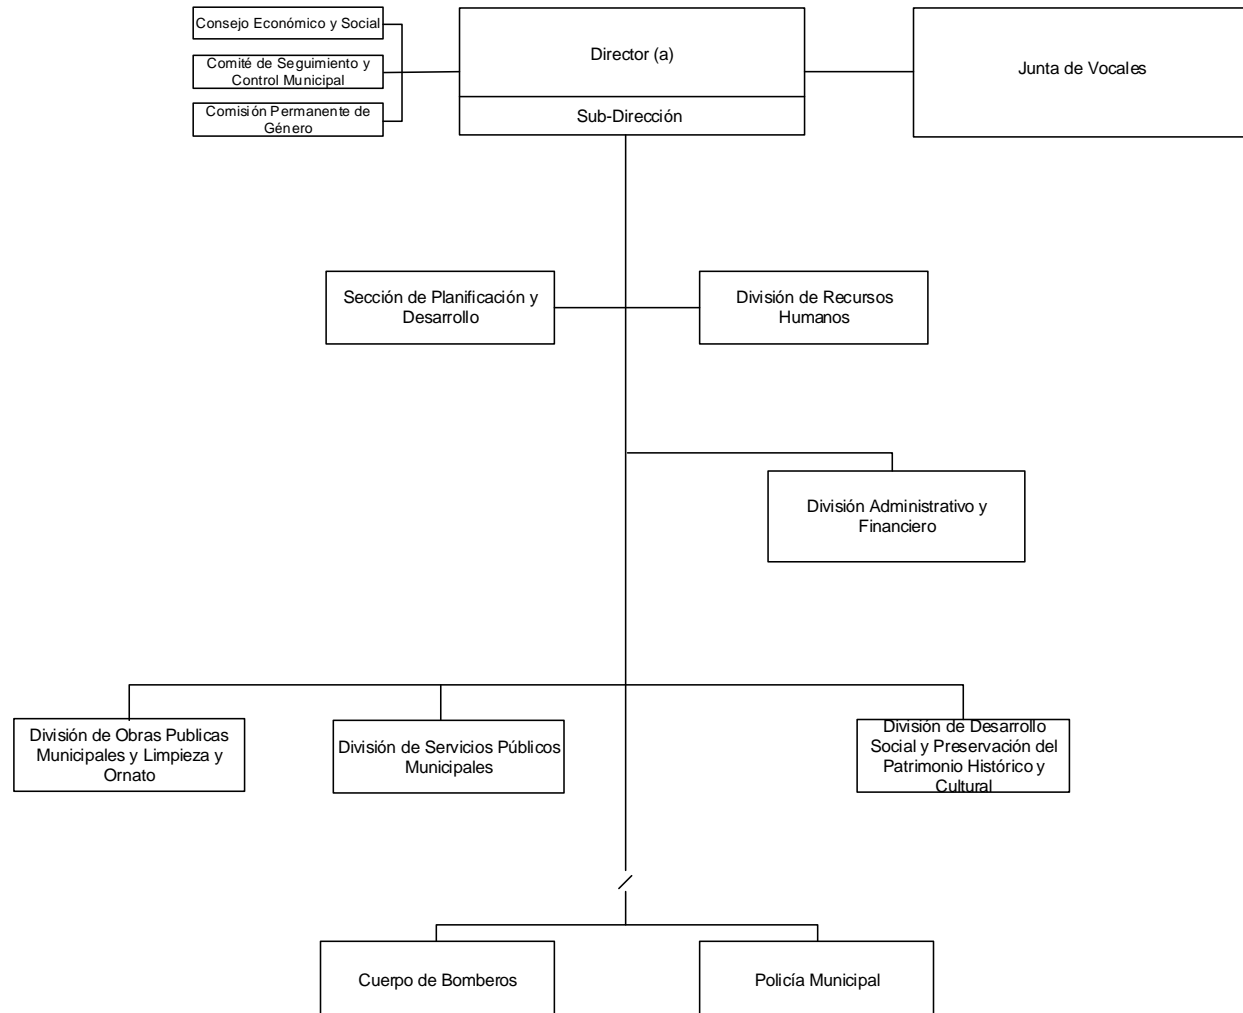 Consejo Económico y Social
Comité de Seguimiento y
Control Municipal
Comisión Permanente de
Género
Director (a)
Sub-Dirección
Junta de Vocales
Sección de Planificación y
Desarrollo
División de Recursos
Humanos
División Administrativo y
Financiero
División de Obras Publicas
Municipales y Limpieza y
Ornato
División de Servicios Públicos
Municipales
División de Desarrollo
Social y Preservación del
Patrimonio Histórico y
Cultural
Cuerpo de Bomberos
Policía Municipal